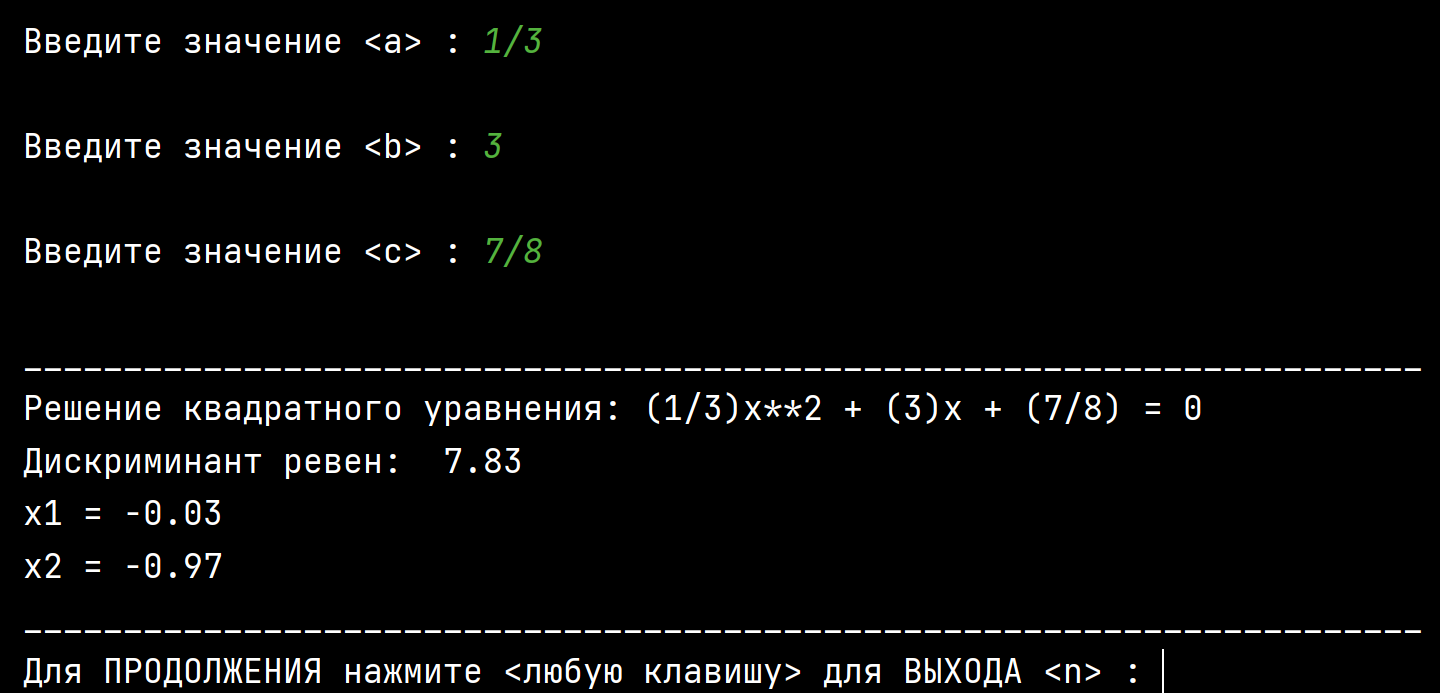 Введите значение <a> : 1/3
Введите значение <b> : 3
Введите значение <c> : 7/8
______________________________________________________________________
Решение квадратного уравнения: (1/3)x**2 + (3)x + (7/8) = 0
Дискриминант ревен:  7.83
x1 = -0.03
x2 = -0.97
______________________________________________________________________
Для ПРОДОЛЖЕНИЯ нажмите <любую клавишу> для ВЫХОДА <n> :